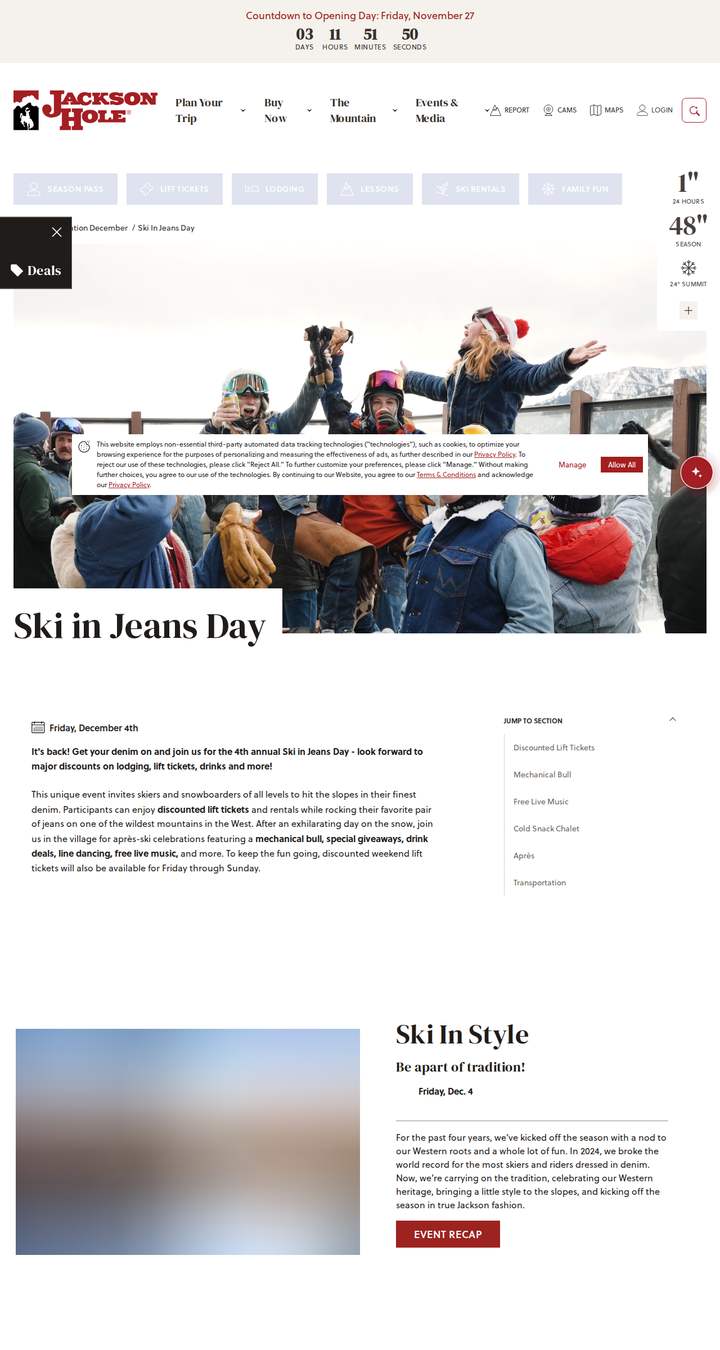 Countdown to Opening Day: Friday, November 27
03 11 51 50
DAYS HOURS MINUTES SECONDS
JACKSON HOLE
Plan Your Trip
Buy Now
The Mountain
Events & Media
REPORT
CAMS
MAPS
LOGIN
SEASON PASS
LIFT TICKETS
LODGING
LESSONS
SKI RENTALS
FAMILY FUN
1"
24 HOURS
48"
SEASON
24" SUMMIT
December / Ski In Jeans Day
Deals
This website employs non-essential third-party automated data tracking technologies ("technologies"), such as cookies, to optimize your
browsing experience for the purposes of personalizing and measuring the effectiveness of ads, as further described in our Privacy Policy. To
reject our use of these technologies, please click "Reject All." To further customize your preferences, please click "Manage." Without making
further choices, you agree to our use of the technologies. By continuing to our Website, you agree to our Terms & Conditions and acknowledge
our Privacy Policy.
Manage
Allow All
Ski in Jeans Day
Friday, December 4th
It's back! Get your denim on and join us for the 4th annual Ski in Jeans Day - look forward to
major discounts on lodging, lift tickets, drinks and more!
This unique event invites skiers and snowboarders of all levels to hit the slopes in their finest
denim. Participants can enjoy discounted lift tickets and rentals while rocking their favorite pair
of jeans on one of the wildest mountains in the West. After an exhilarating day on the snow, join
us in the village for après-ski celebrations featuring a mechanical bull, special giveaways, drink
deals, line dancing, free live music, and more. To keep the fun going, discounted weekend lift
tickets will also be available for Friday through Sunday.
JUMP TO SECTION
Discounted Lift Tickets
Mechanical Bull
Free Live Music
Cold Snack Chalet
Après
Transportation
Ski In Style
Be apart of tradition!
Friday, Dec. 4
For the past four years, we've kicked off the season with a nod to
our Western roots and a whole lot of fun. In 2024, we broke the
world record for the most skiers and riders dressed in denim.
Now, we're carrying on the tradition, celebrating our Western
heritage, bringing a little style to the slopes, and kicking off the
season in true Jackson fashion.
EVENT RECAP